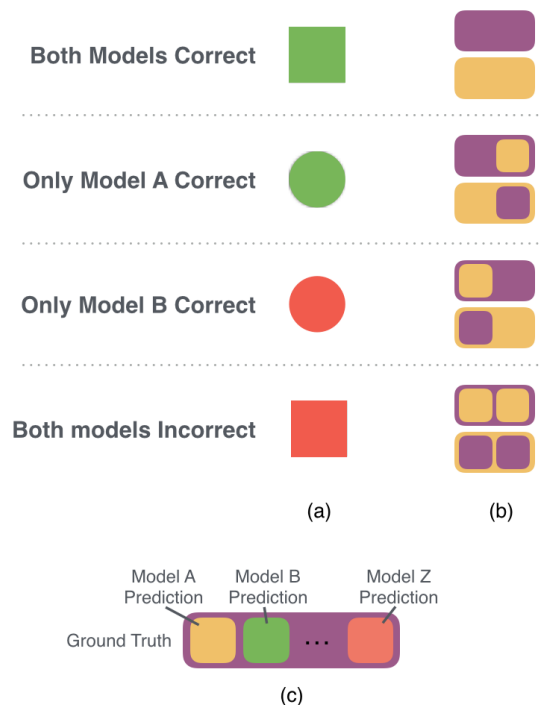 Both Models Correct
Only Model A Correct
Only Model B Correct
Both models Incorrect
(a)
(b)
Model A
Prediction
Model B
Prediction
Model Z
Prediction
Ground Truth
...
(c)